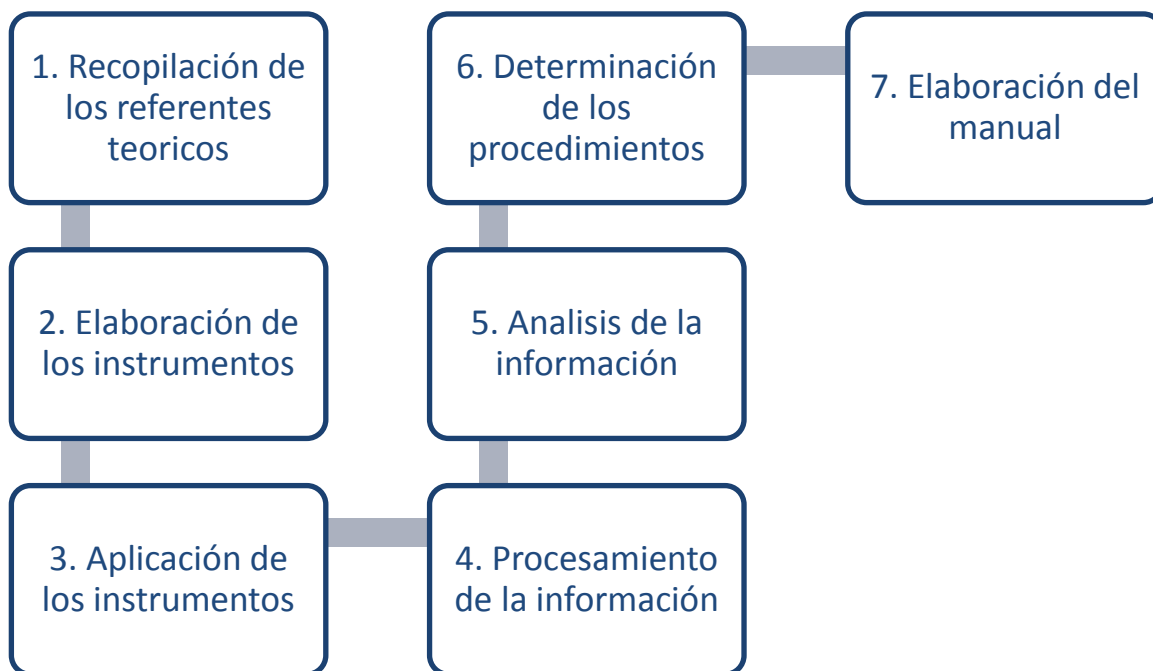 1. Recopilación de
los referentes
teoricos
2. Elaboración de
los instrumentos
3. Aplicación de
los instrumentos
4. Procesamiento
de la información
5. Analisis de la
información
6. Determinación
de los
procedimientos
7. Elaboración del
manual